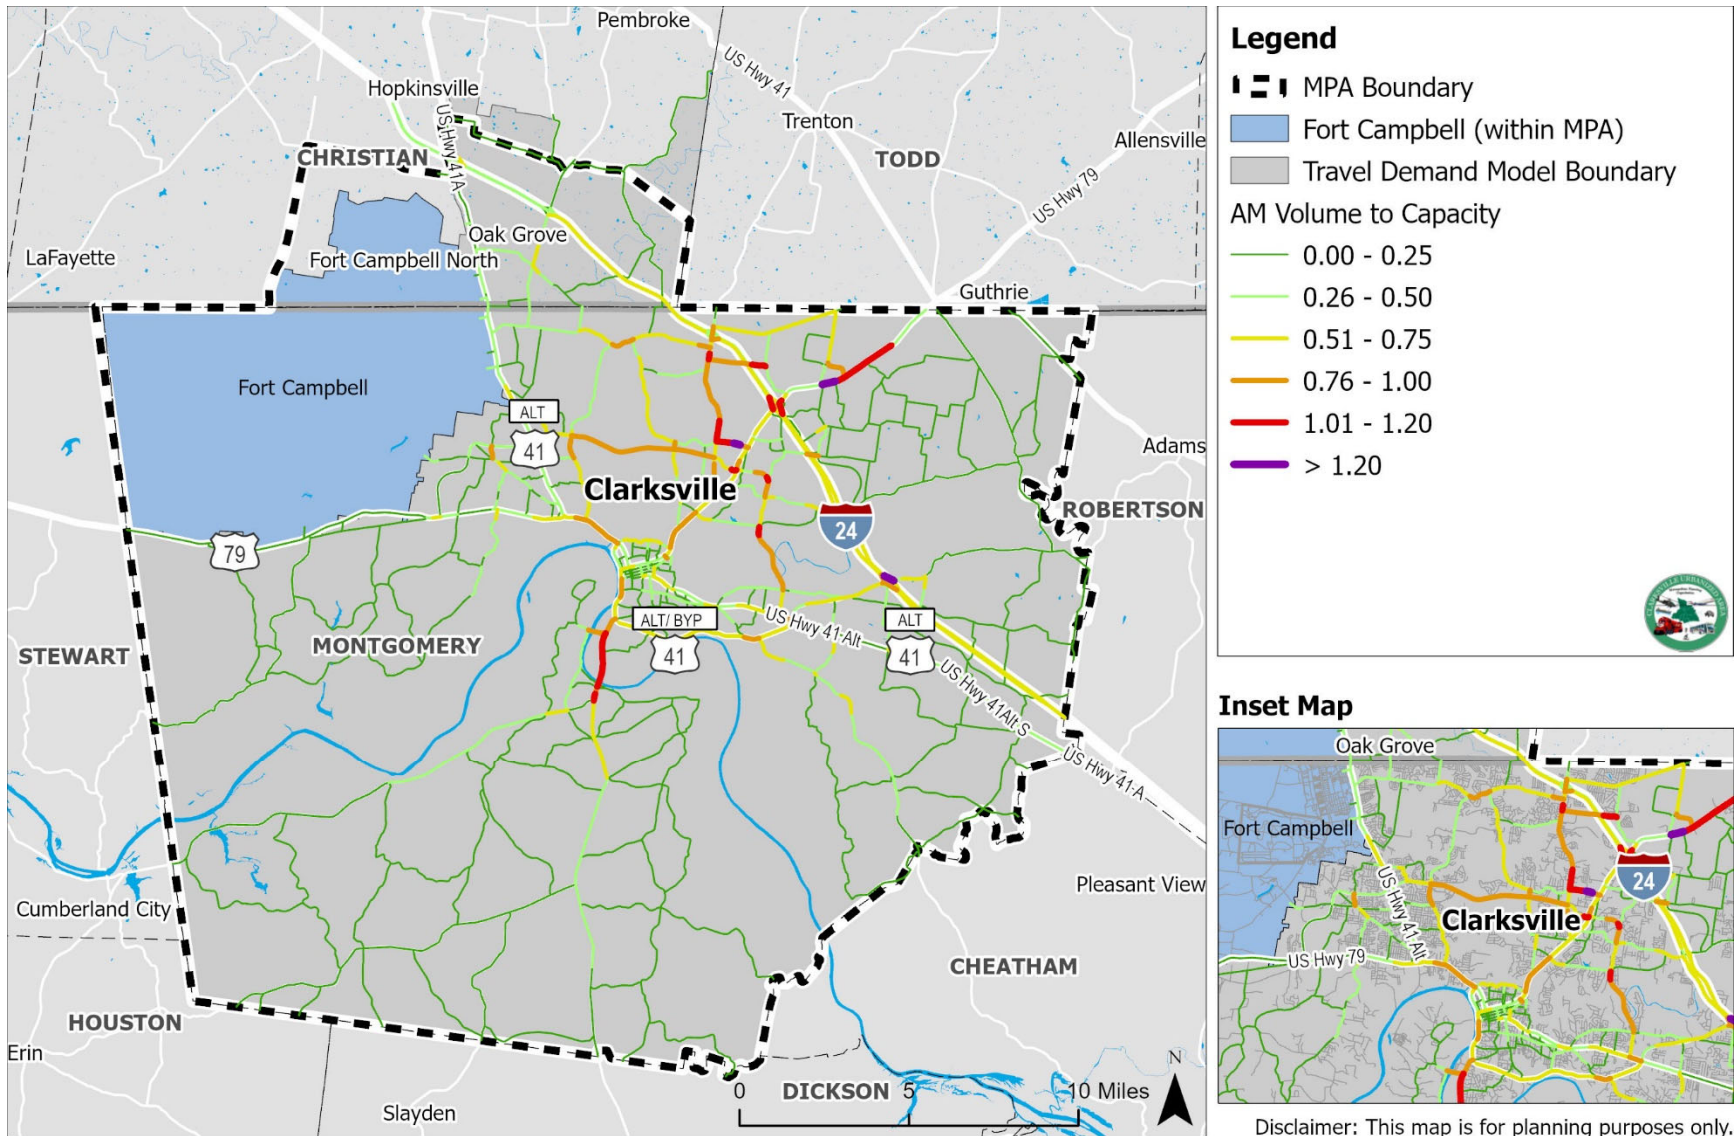 Pembroke
US Hwy 41
Hopkinsville
US Hwy 41A
Trenton
Allensville
CHRISTIAN
TODD
US Hwy 79
Oak Grove
LaFayette
Fort Campbell North
Guthrie
Fort Campbell
ALT
41
Adams
Clarksville
ROBERTSON
24
79
ALT/ BYP
41
US Hwy 41 Alt
ALT
41
MONTGOMERY
STEWART
US Hwy 41Alt S
US Hwy 41 A
Pleasant View
Cumberland City
CHEATHAM
HOUSTON
Erin
N
0 5 10 Miles
DICKSON
Slayden
Legend
MPA Boundary
Fort Campbell (within MPA)
Travel Demand Model Boundary
AM Volume to Capacity
0.00 - 0.25
0.26 - 0.50
0.51 - 0.75
0.76 - 1.00
1.01 - 1.20
> 1.20
Inset Map
Oak Grove
Fort Campbell
24
US Hwy 41 Alt
Clarksville
US Hwy 79
Disclaimer: This map is for planning purposes only.